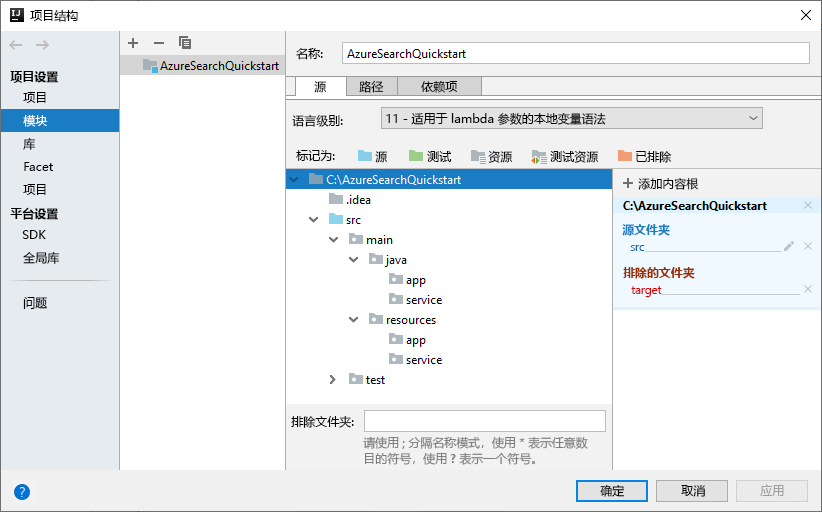 项目结构
项目设置
项目
模块
库
Facet
项目
平台设置
SDK
全局库
问题
AzureSearchQuickstart
名称:
AzureSearchQuickstart
源
路径
依赖项
语言级别:
11 - 适用于 lambda 参数的本地变量语法
标记为:
源
测试
资源
测试资源
已排除
C:\AzureSearchQuickstart
.idea
src
main
java
app
service
resources
app
service
test
排除文件夹:
请使用 ; 分隔名称模式，使用 * 表示任意数
目的符号，使用 ? 表示一个符号。
添加内容根
C:\AzureSearchQuickstart
源文件夹
src
排除的文件夹
target
确定
取消
应用